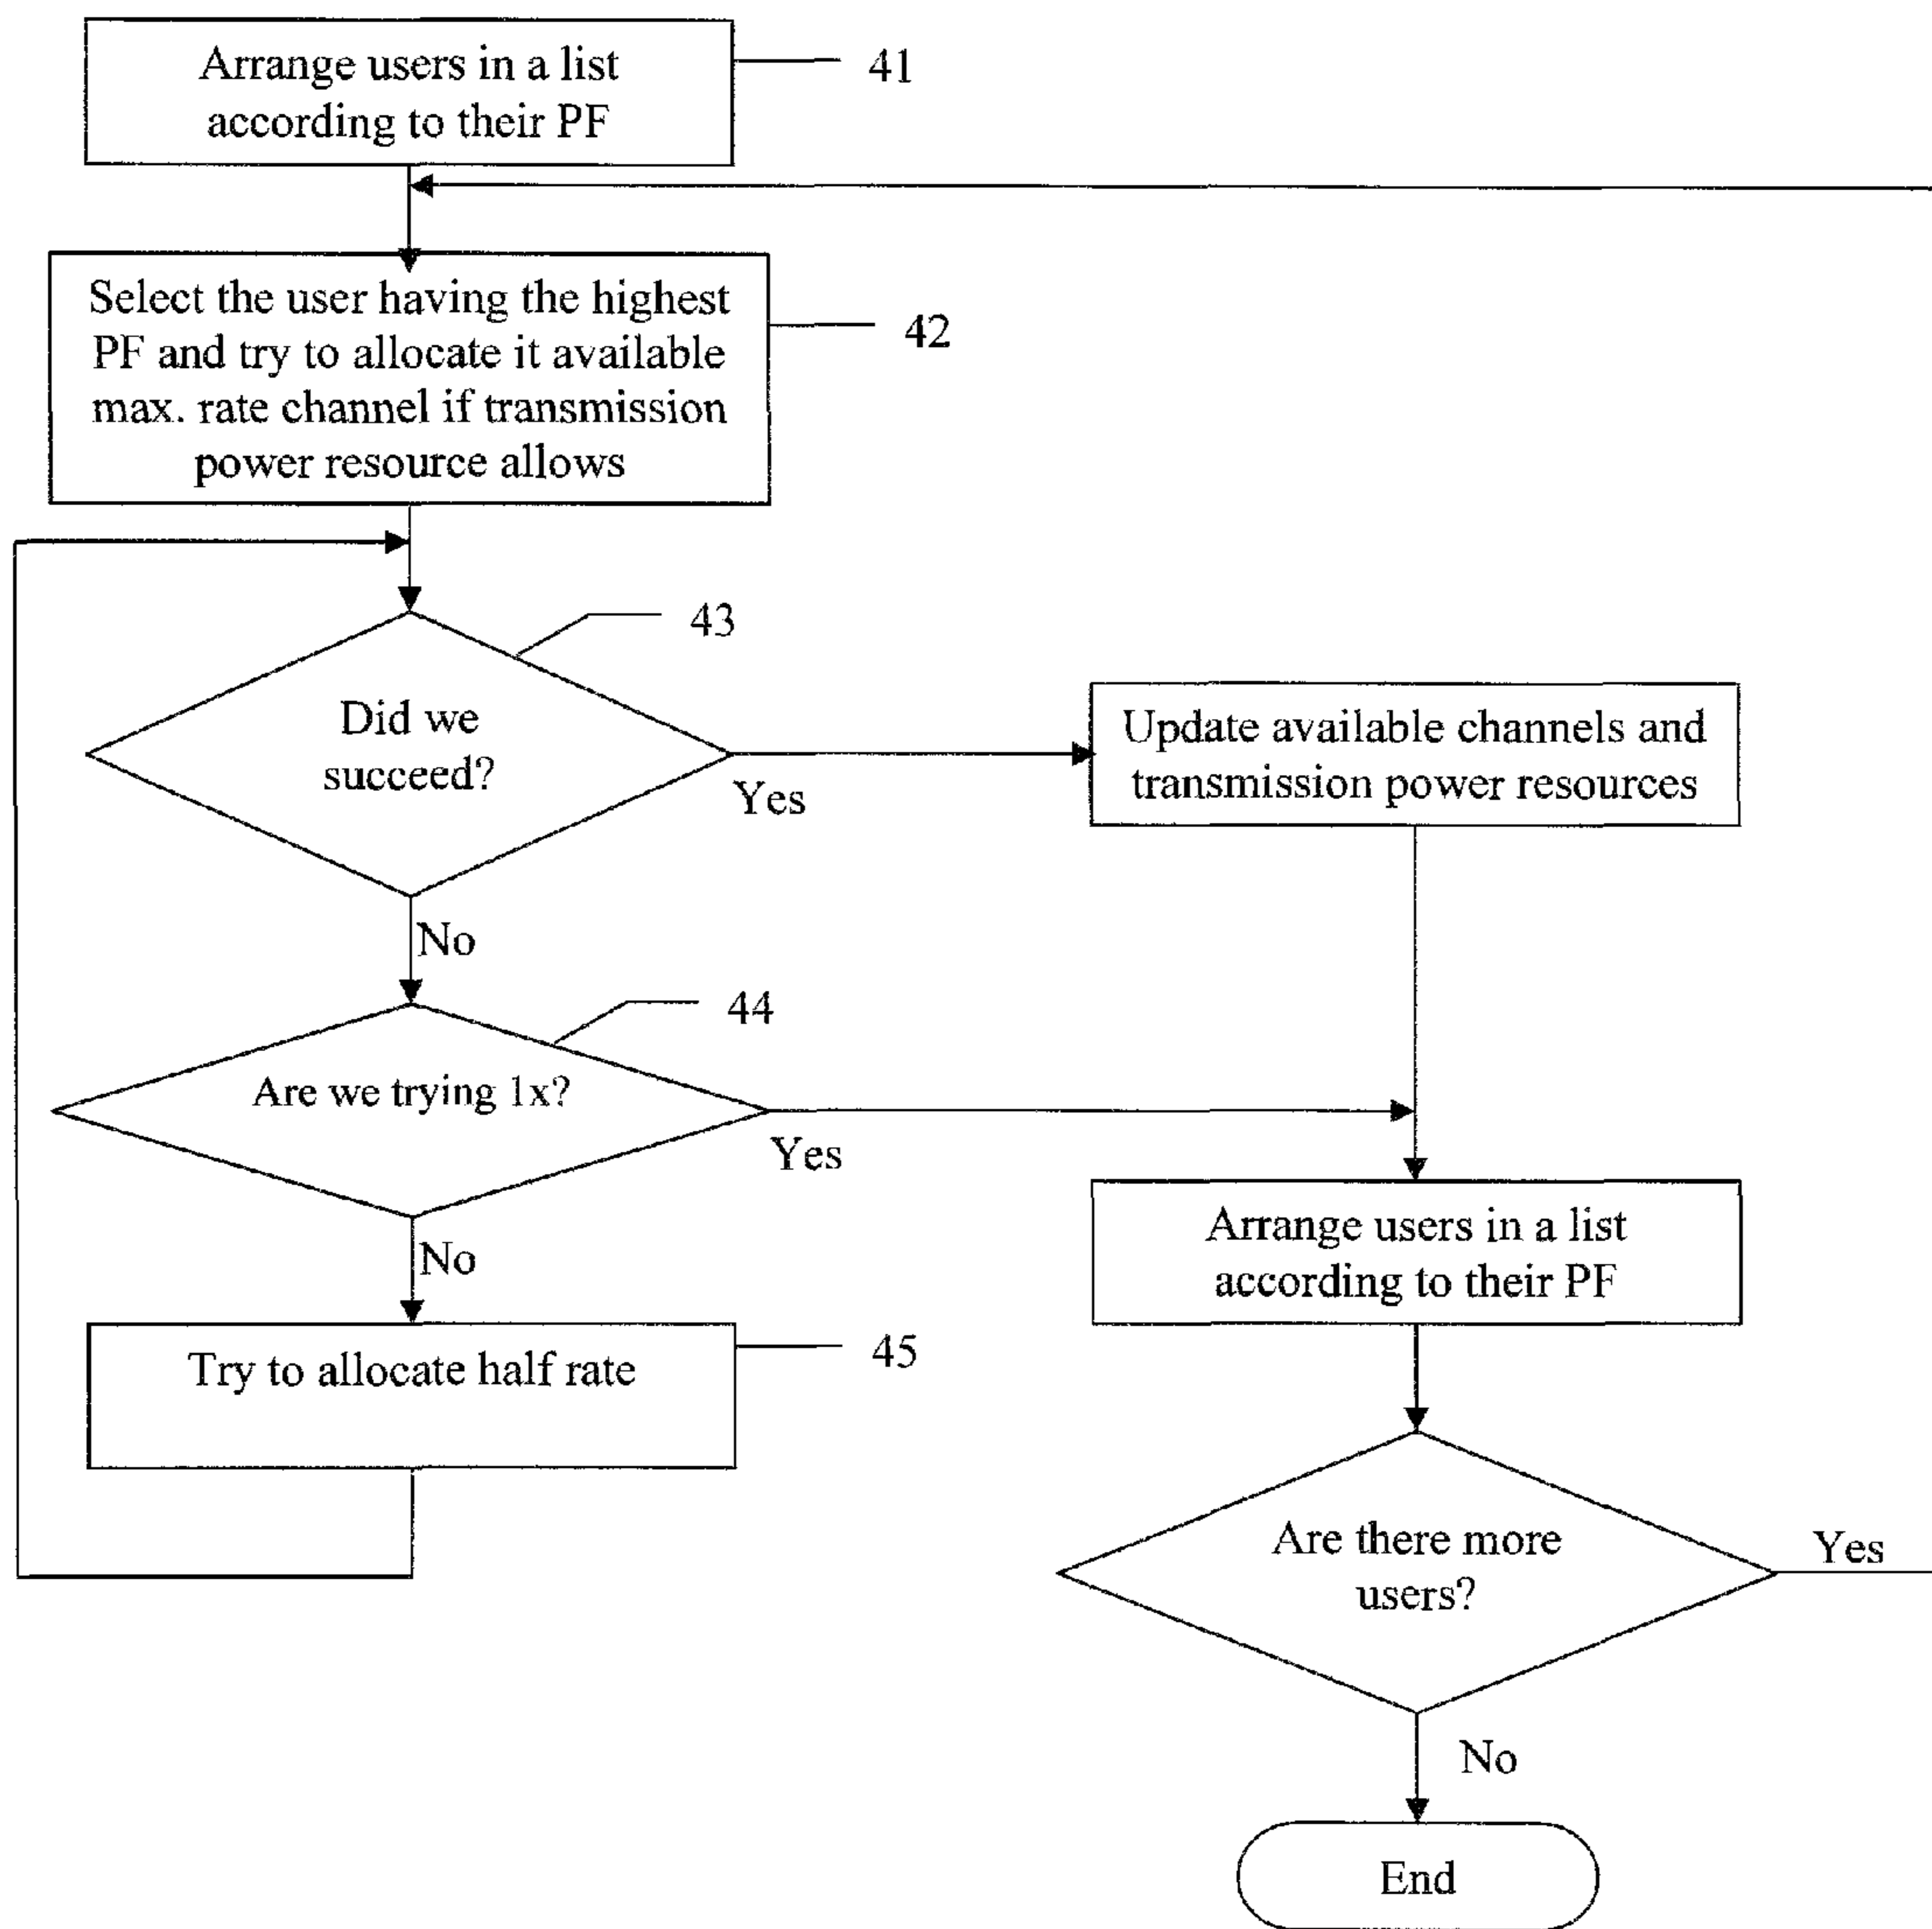 Arrange users in a list
according to their PF
41
Select the user having the highest
PF and try to allocate it available
max. rate channel if transmission
power resource allows
42
43
Did we
succeed?
Yes
Update available channels and
transmission power resources
No
44
Are we trying 1x?
Yes
Arrange users in a list
according to their PF
No
Try to allocate half rate
45
Are there more
users?
Yes
No
End